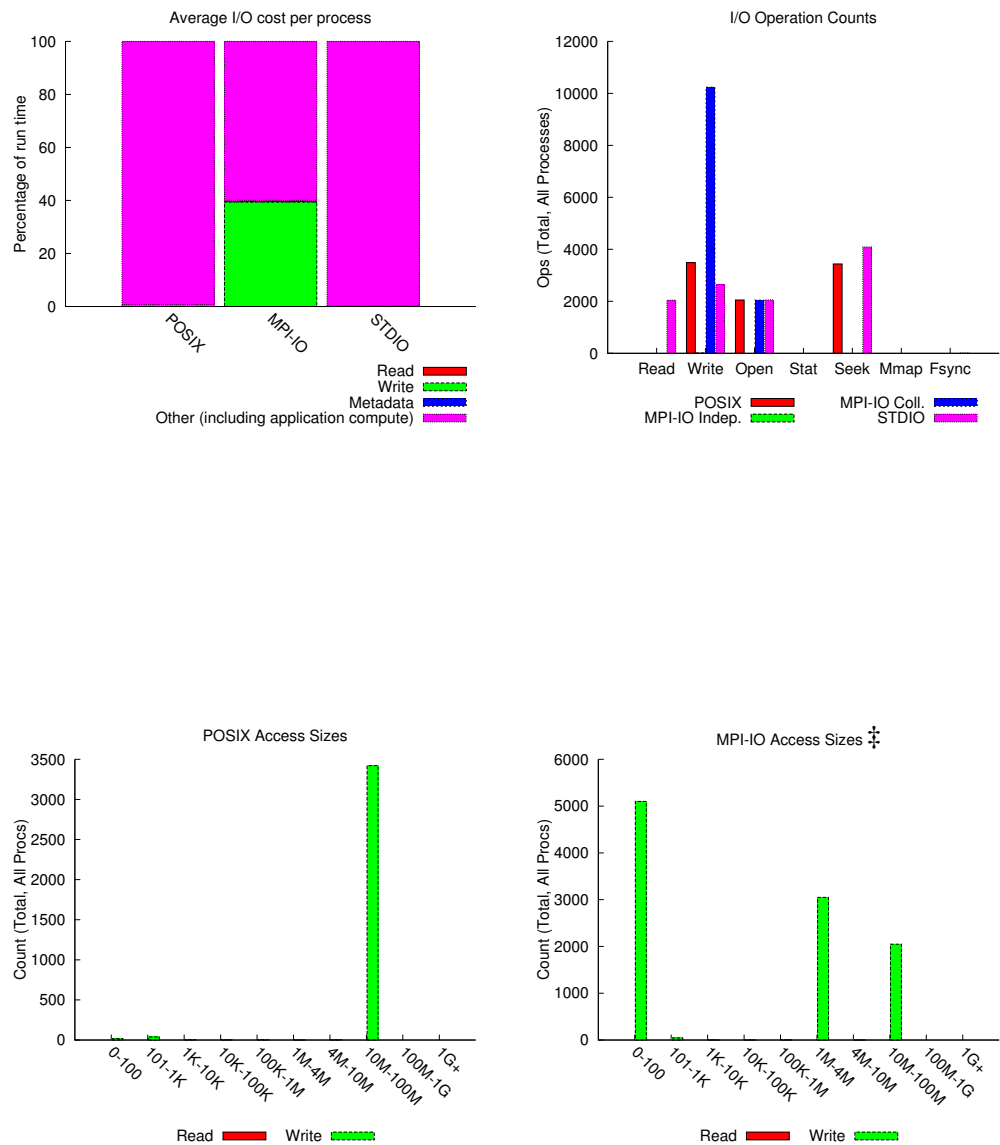 Average I/O cost per process
Percentage of run time
100
80
60
40
20
0
POSIX
MPI-IO
STDIO
Read
Write
Metadata
Other (including application compute)
I/O Operation Counts
Ops (Total, All Processes)
12000
10000
8000
6000
4000
2000
0
Read Write Open Stat Seek Mmap Fsync
POSIX MPI-IO Coll.
MPI-IO Indep. STDIO
POSIX Access Sizes
Count (Total, All Procs)
3500
3000
2500
2000
1500
1000
500
0
0-100
101-1K
1K-10K
10K-100K
100K-1M
1M-4M
4M-10M
10M-100M
100M-1G
1G+
Read Write
MPI-IO Access Sizes ‡
Count (Total, All Procs)
6000
5000
4000
3000
2000
1000
0
0-100
101-1K
1K-10K
10K-100K
100K-1M
1M-4M
4M-10M
10M-100M
100M-1G
1G+
Read Write